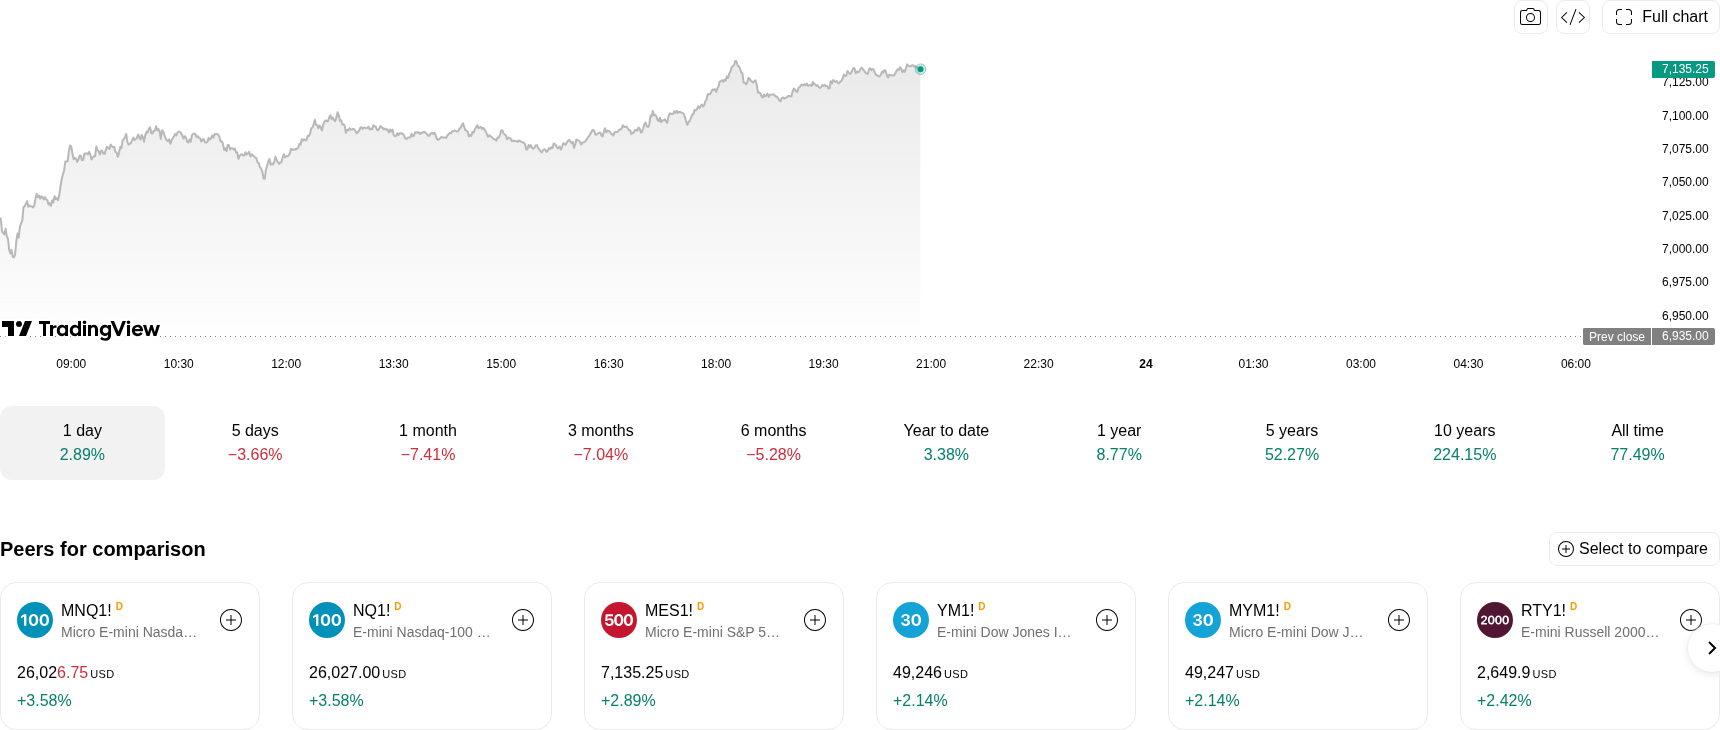 Full chart
7,135.25
7,125.00
7,100.00
7,075.00
7,050.00
7,025.00
7,000.00
6,975.00
6,950.00
TradingView
Prev close 6,935.00
09:00 10:30 12:00 13:30 15:00 16:30 18:00 19:30 21:00 22:30 24 01:30 03:00 04:30 06:00
1 day 5 days 1 month 3 months 6 months Year to date 1 year 5 years 10 years All time
2.89% −3.66% −7.41% −7.04% −5.28% 3.38% 8.77% 52.27% 224.15% 77.49%
Peers for comparison
Select to compare
100 MNQ1! D
Micro E-mini Nasda…
26,026.75 USD
+3.58%
100 NQ1! D
E-mini Nasdaq-100 …
26,027.00 USD
+3.58%
500 MES1! D
Micro E-mini S&P 5…
7,135.25 USD
+2.89%
30 YM1! D
E-mini Dow Jones I…
49,246 USD
+2.14%
30 MYM1! D
Micro E-mini Dow J…
49,247 USD
+2.14%
2000 RTY1! D
E-mini Russell 2000…
2,649.9 USD
+2.42%